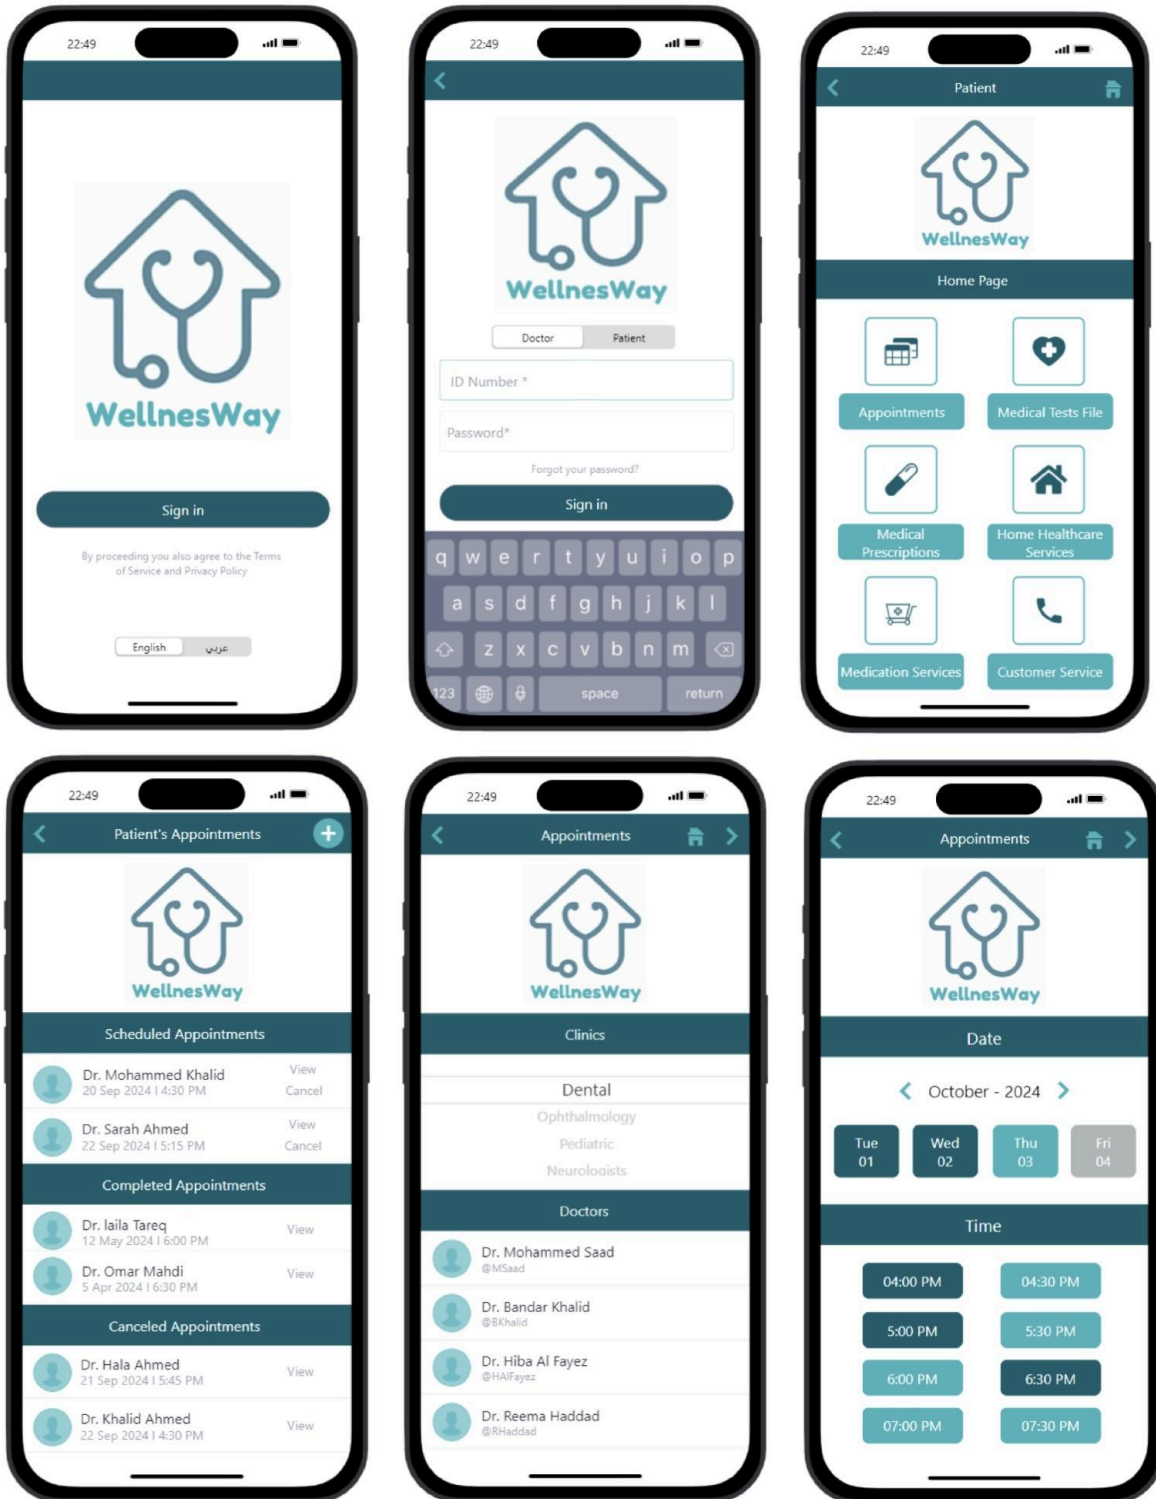 22:49
WellnesWay
Sign in
By proceeding you also agree to the Terms
of Service and Privacy Policy
English عربي
22:49
WellnesWay
Doctor Patient
ID Number *
Password*
Forgot your password?
Sign in
q w e r t y u i o p
a s d f g h j k l
z x c v b n m
123 space return
22:49
Patient
WellnesWay
Home Page
Appointments Medical Tests File
Medical Prescriptions Home Healthcare Services
Medication Services Customer Service
22:49
Patient's Appointments
WellnesWay
Scheduled Appointments
Dr. Mohammed Khalid View
20 Sep 2024 I 4:30 PM Cancel
Dr. Sarah Ahmed View
22 Sep 2024 I 5:15 PM Cancel
Completed Appointments
Dr. laila Tareq
12 May 2024 I 6:00 PM View
Dr. Omar Mahdi
5 Apr 2024 I 6:30 PM View
Canceled Appointments
Dr. Hala Ahmed
21 Sep 2024 I 5:45 PM View
Dr. Khalid Ahmed
22 Sep 2024 I 4:30 PM View
22:49
Appointments
WellnesWay
Clinics
Dental
Ophthalmology
Pediatric
Neurologists
Doctors
Dr. Mohammed Saad
@MSaad
Dr. Bandar Khalid
@BKhalid
Dr. Hiba Al Fayez
@HAlFayez
Dr. Reema Haddad
@RHaddad
22:49
Appointments
WellnesWay
Date
October - 2024
Tue Wed Thu Fri
01 02 03 04
Time
04:00 PM 04:30 PM
5:00 PM 5:30 PM
6:00 PM 6:30 PM
07:00 PM 07:30 PM